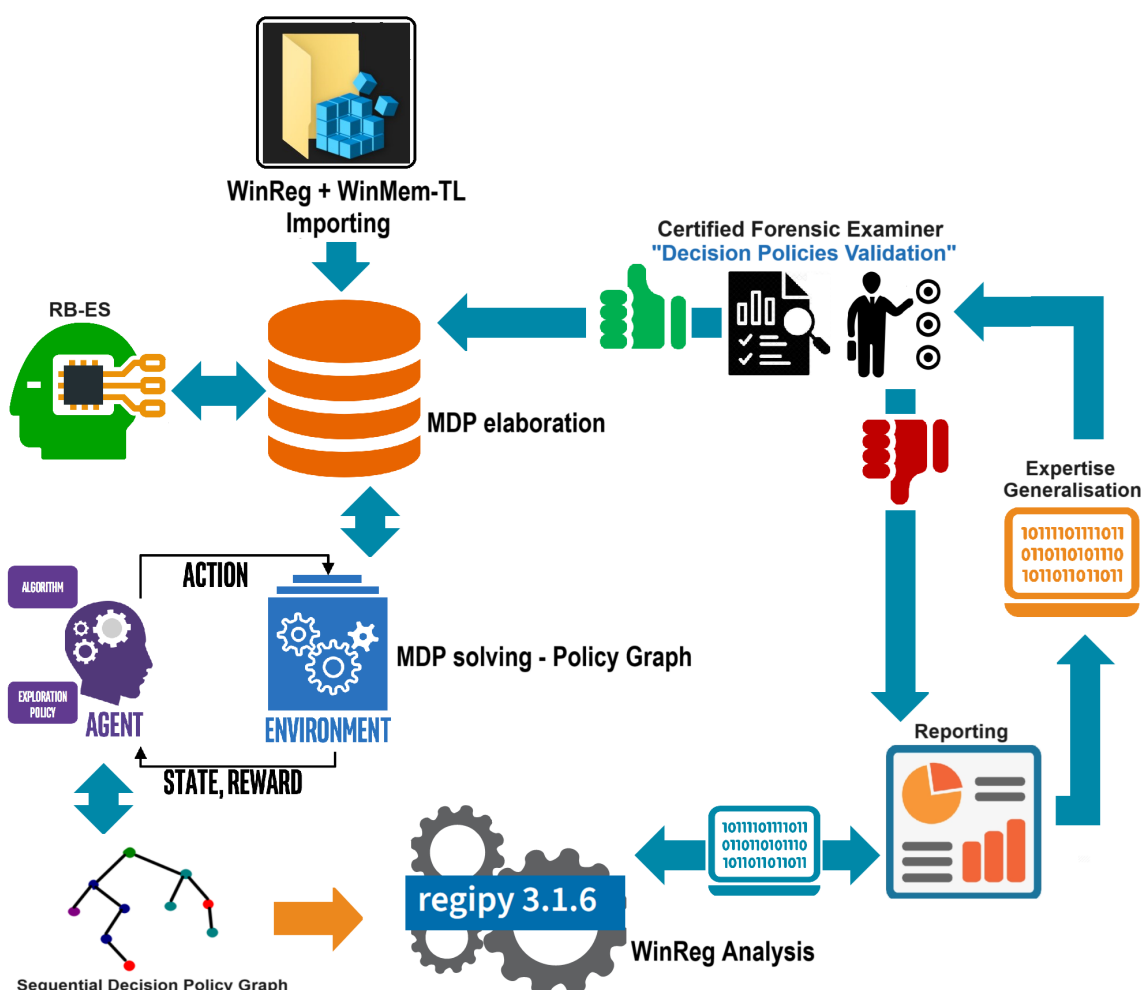 WinReg + WinMem-TL
Importing
Certified Forensic Examiner
"Decision Policies Validation"
RB-ES
MDP elaboration
Expertise
Generalisation
10111101111011
0110110101110
1011011011011
ALGORITHM
ACTION
EXPLORATION
POLICY
AGENT
ENVIRONMENT
MDP solving - Policy Graph
STATE, REWARD
Reporting
10111101111011
0110110101110
1011011011011
regipy 3.1.6
WinReg Analysis
Sequential Decision Policy Graph